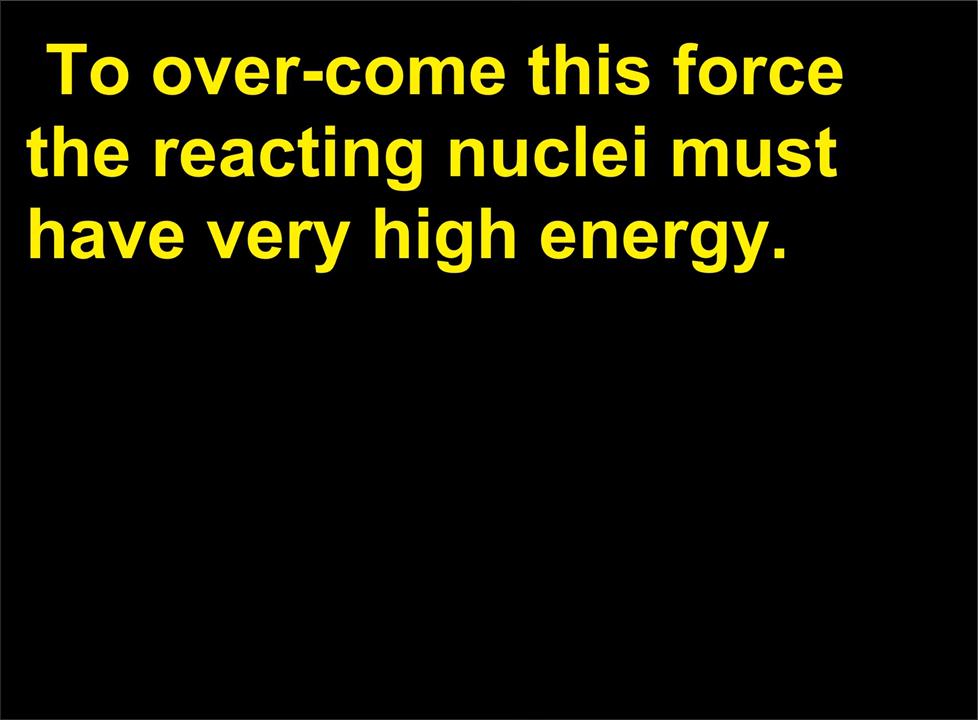 To over-come this force
the reacting nuclei must
have very high energy.